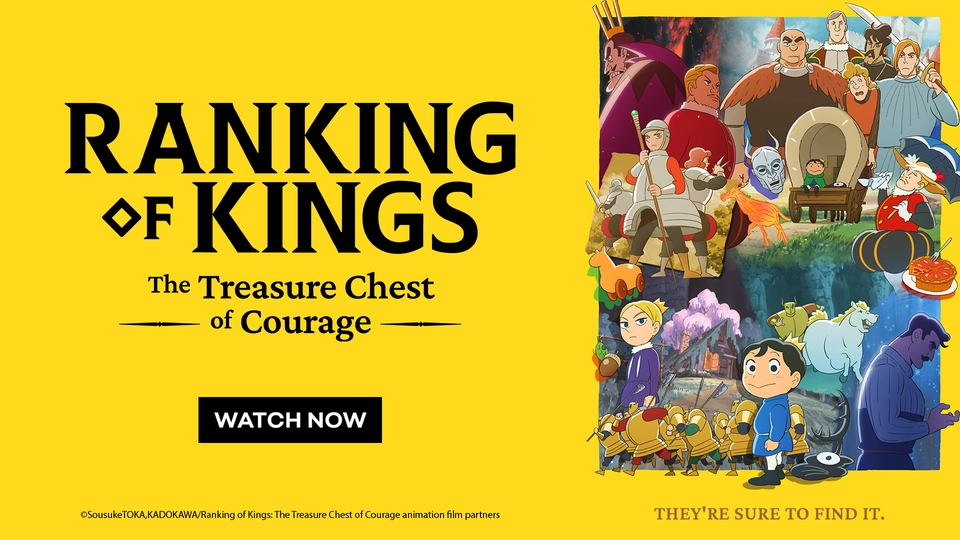 RANKING
OF KINGS
The Treasure Chest
of Courage
WATCH NOW
©SousukeTOKA,KADOKAWA/Ranking of Kings: The Treasure Chest of Courage animation film partners
THEY'RE SURE TO FIND IT.